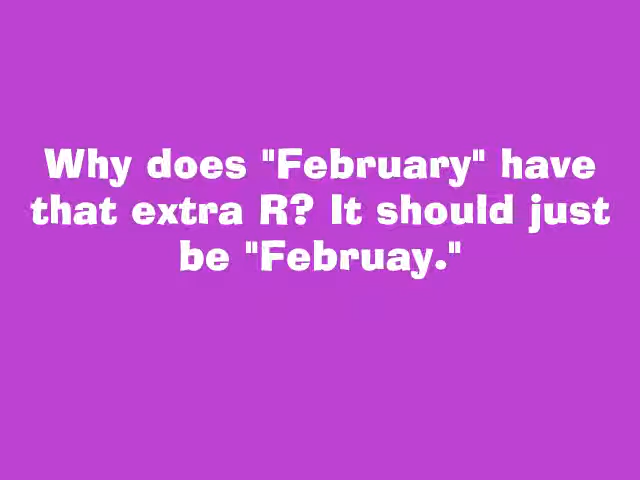 Why does "February" have
that extra R? It should just
be "Februay."